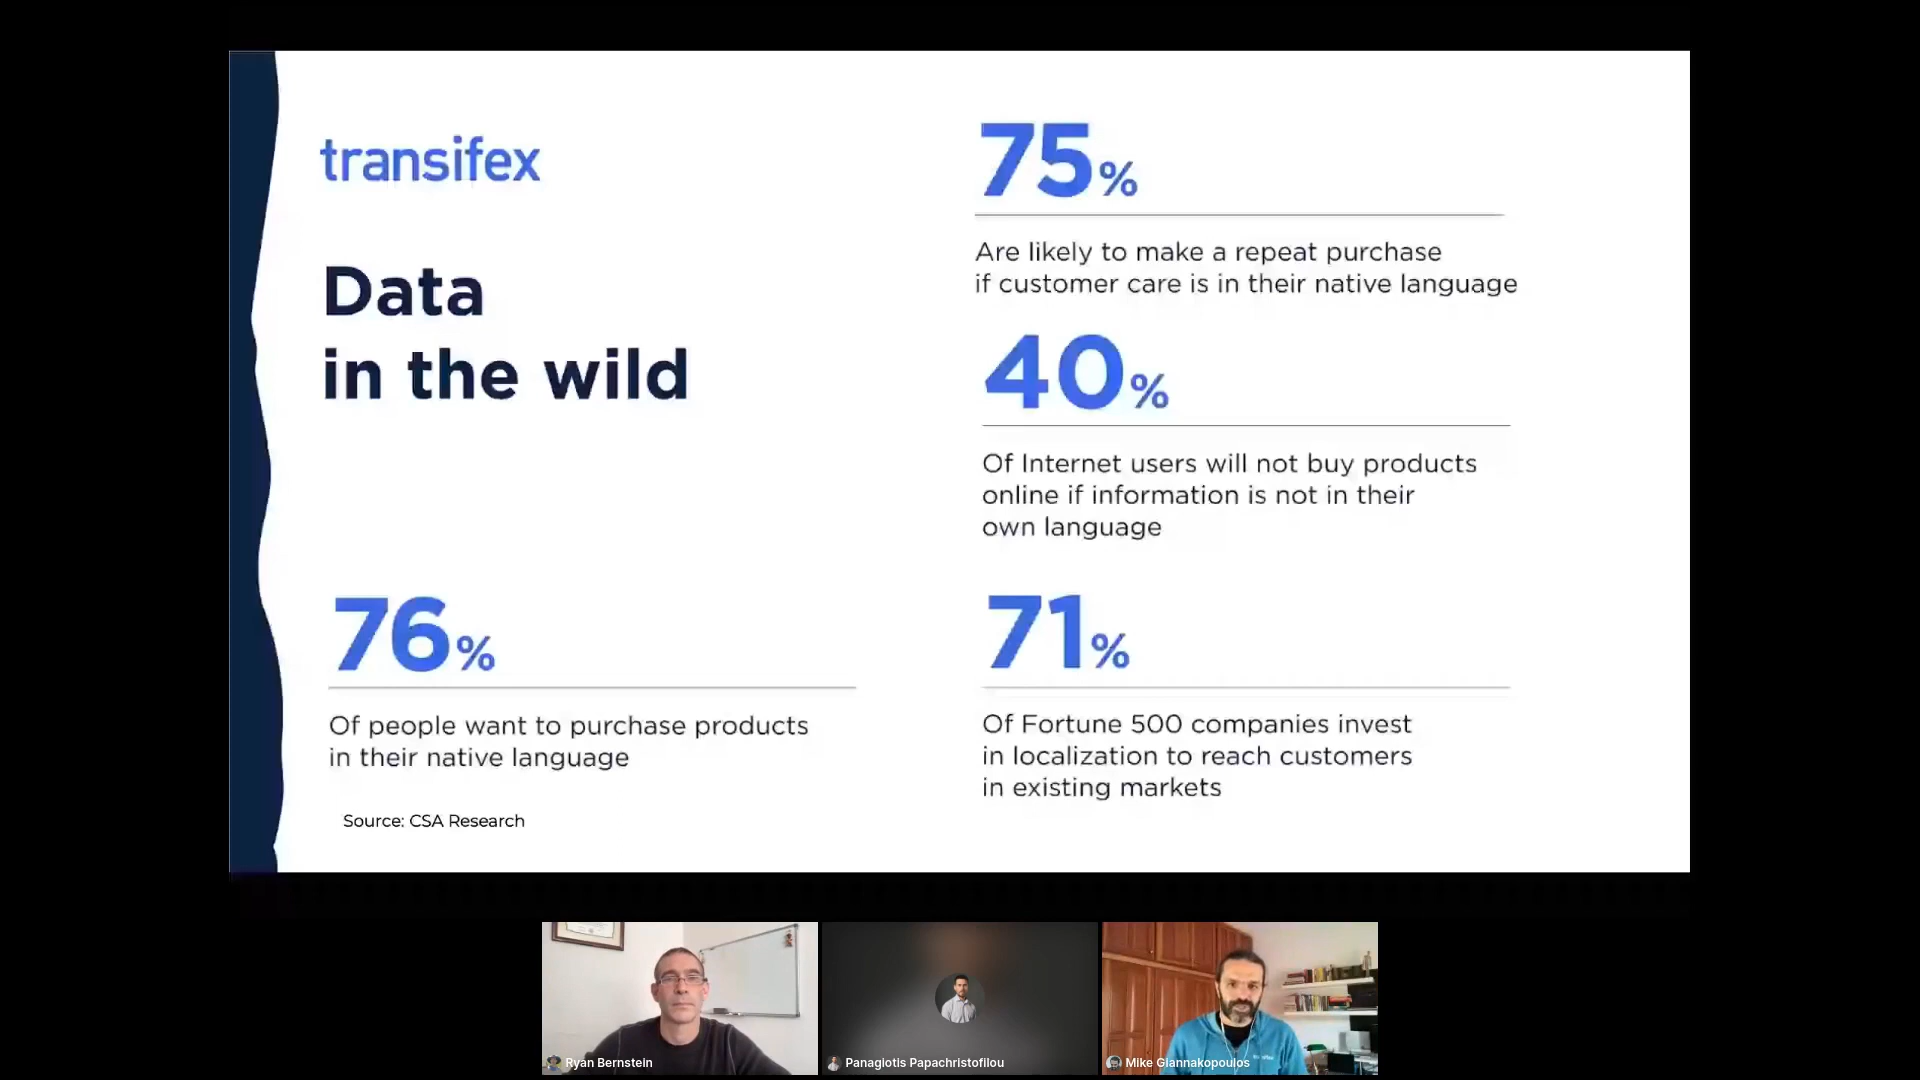 transifex
Data
in the wild
76%
Of people want to purchase products
in their native language
Source: CSA Research
75%
Are likely to make a repeat purchase
if customer care is in their native language
40%
Of Internet users will not buy products
online if information is not in their
own language
71%
Of Fortune 500 companies invest
in localization to reach customers
in existing markets
Ryan Bernstein
Panagiotis Papachristofilou
Mike Giannakopoulos